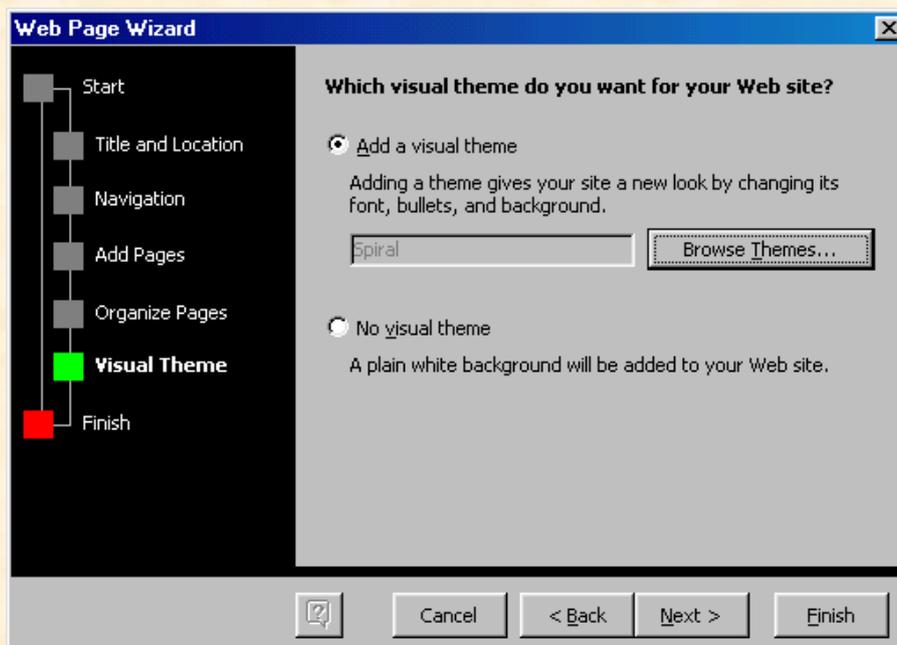 Web Page Wizard
Start
Title and Location
Navigation
Add Pages
Organize Pages
Visual Theme
Finish
Which visual theme do you want for your Web site?
Add a visual theme
Adding a theme gives your site a new look by changing its
font, bullets, and background.
Spiral
Browse Themes...
No visual theme
A plain white background will be added to your Web site.
Cancel
< Back
Next >
Finish